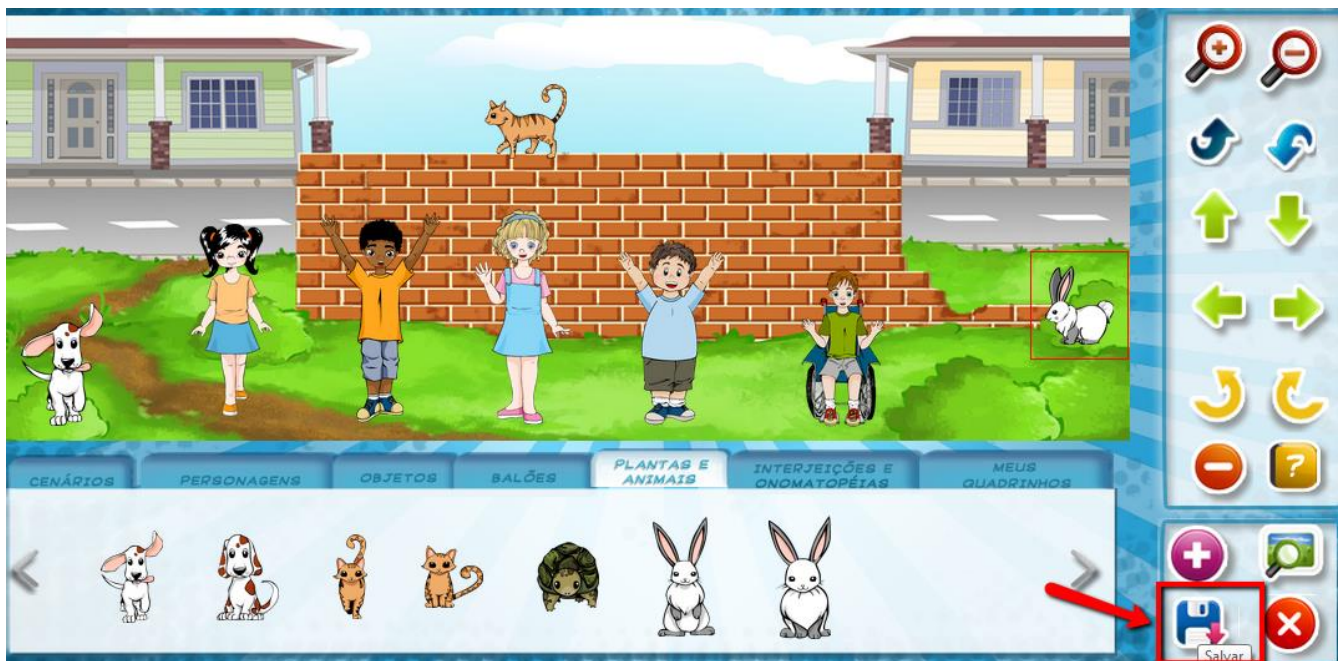 CENÁRIOS
PERSONAGENS
OBJETOS
BALÕES
PLANTAS E
ANIMAIS
INTERJEIÇÕES E
ONOMATOPÉIAS
MEUS
QUADRINHOS
?
Salvar